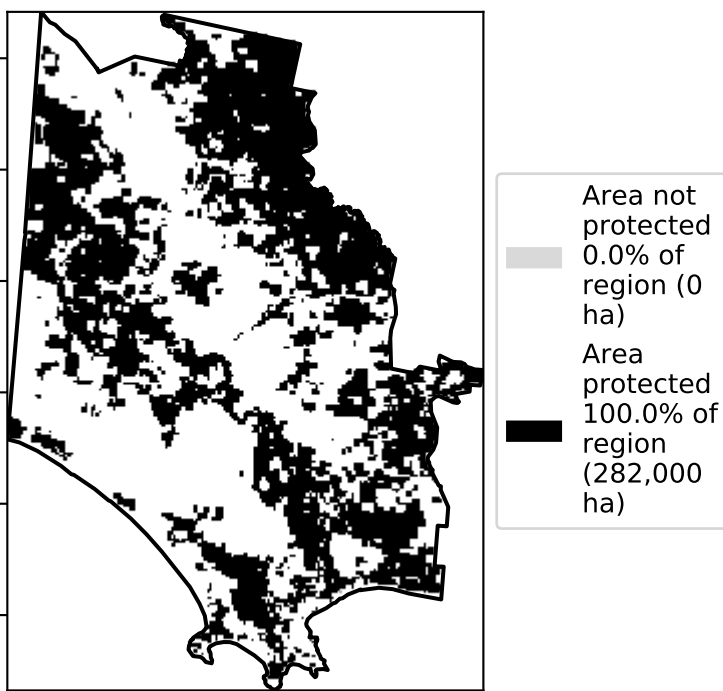 Area not
protected
0.0% of
region (0
ha)
Area
protected
100.0% of
region
(282,000
ha)